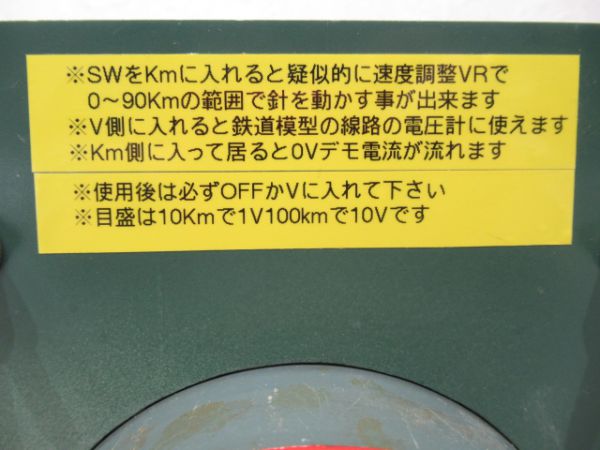 ※SWをKmに入れると疑似的に速度調整VRで
0～90Kmの範囲で針を動かす事が出来ます
※V側に入れると鉄道模型の線路の電圧計に使えます
※Km側に入って居ると0Vデモ電流が流れます
※使用後は必ずOFFかVに入れて下さい
※目盛は10Kmで1V100kmで10Vです